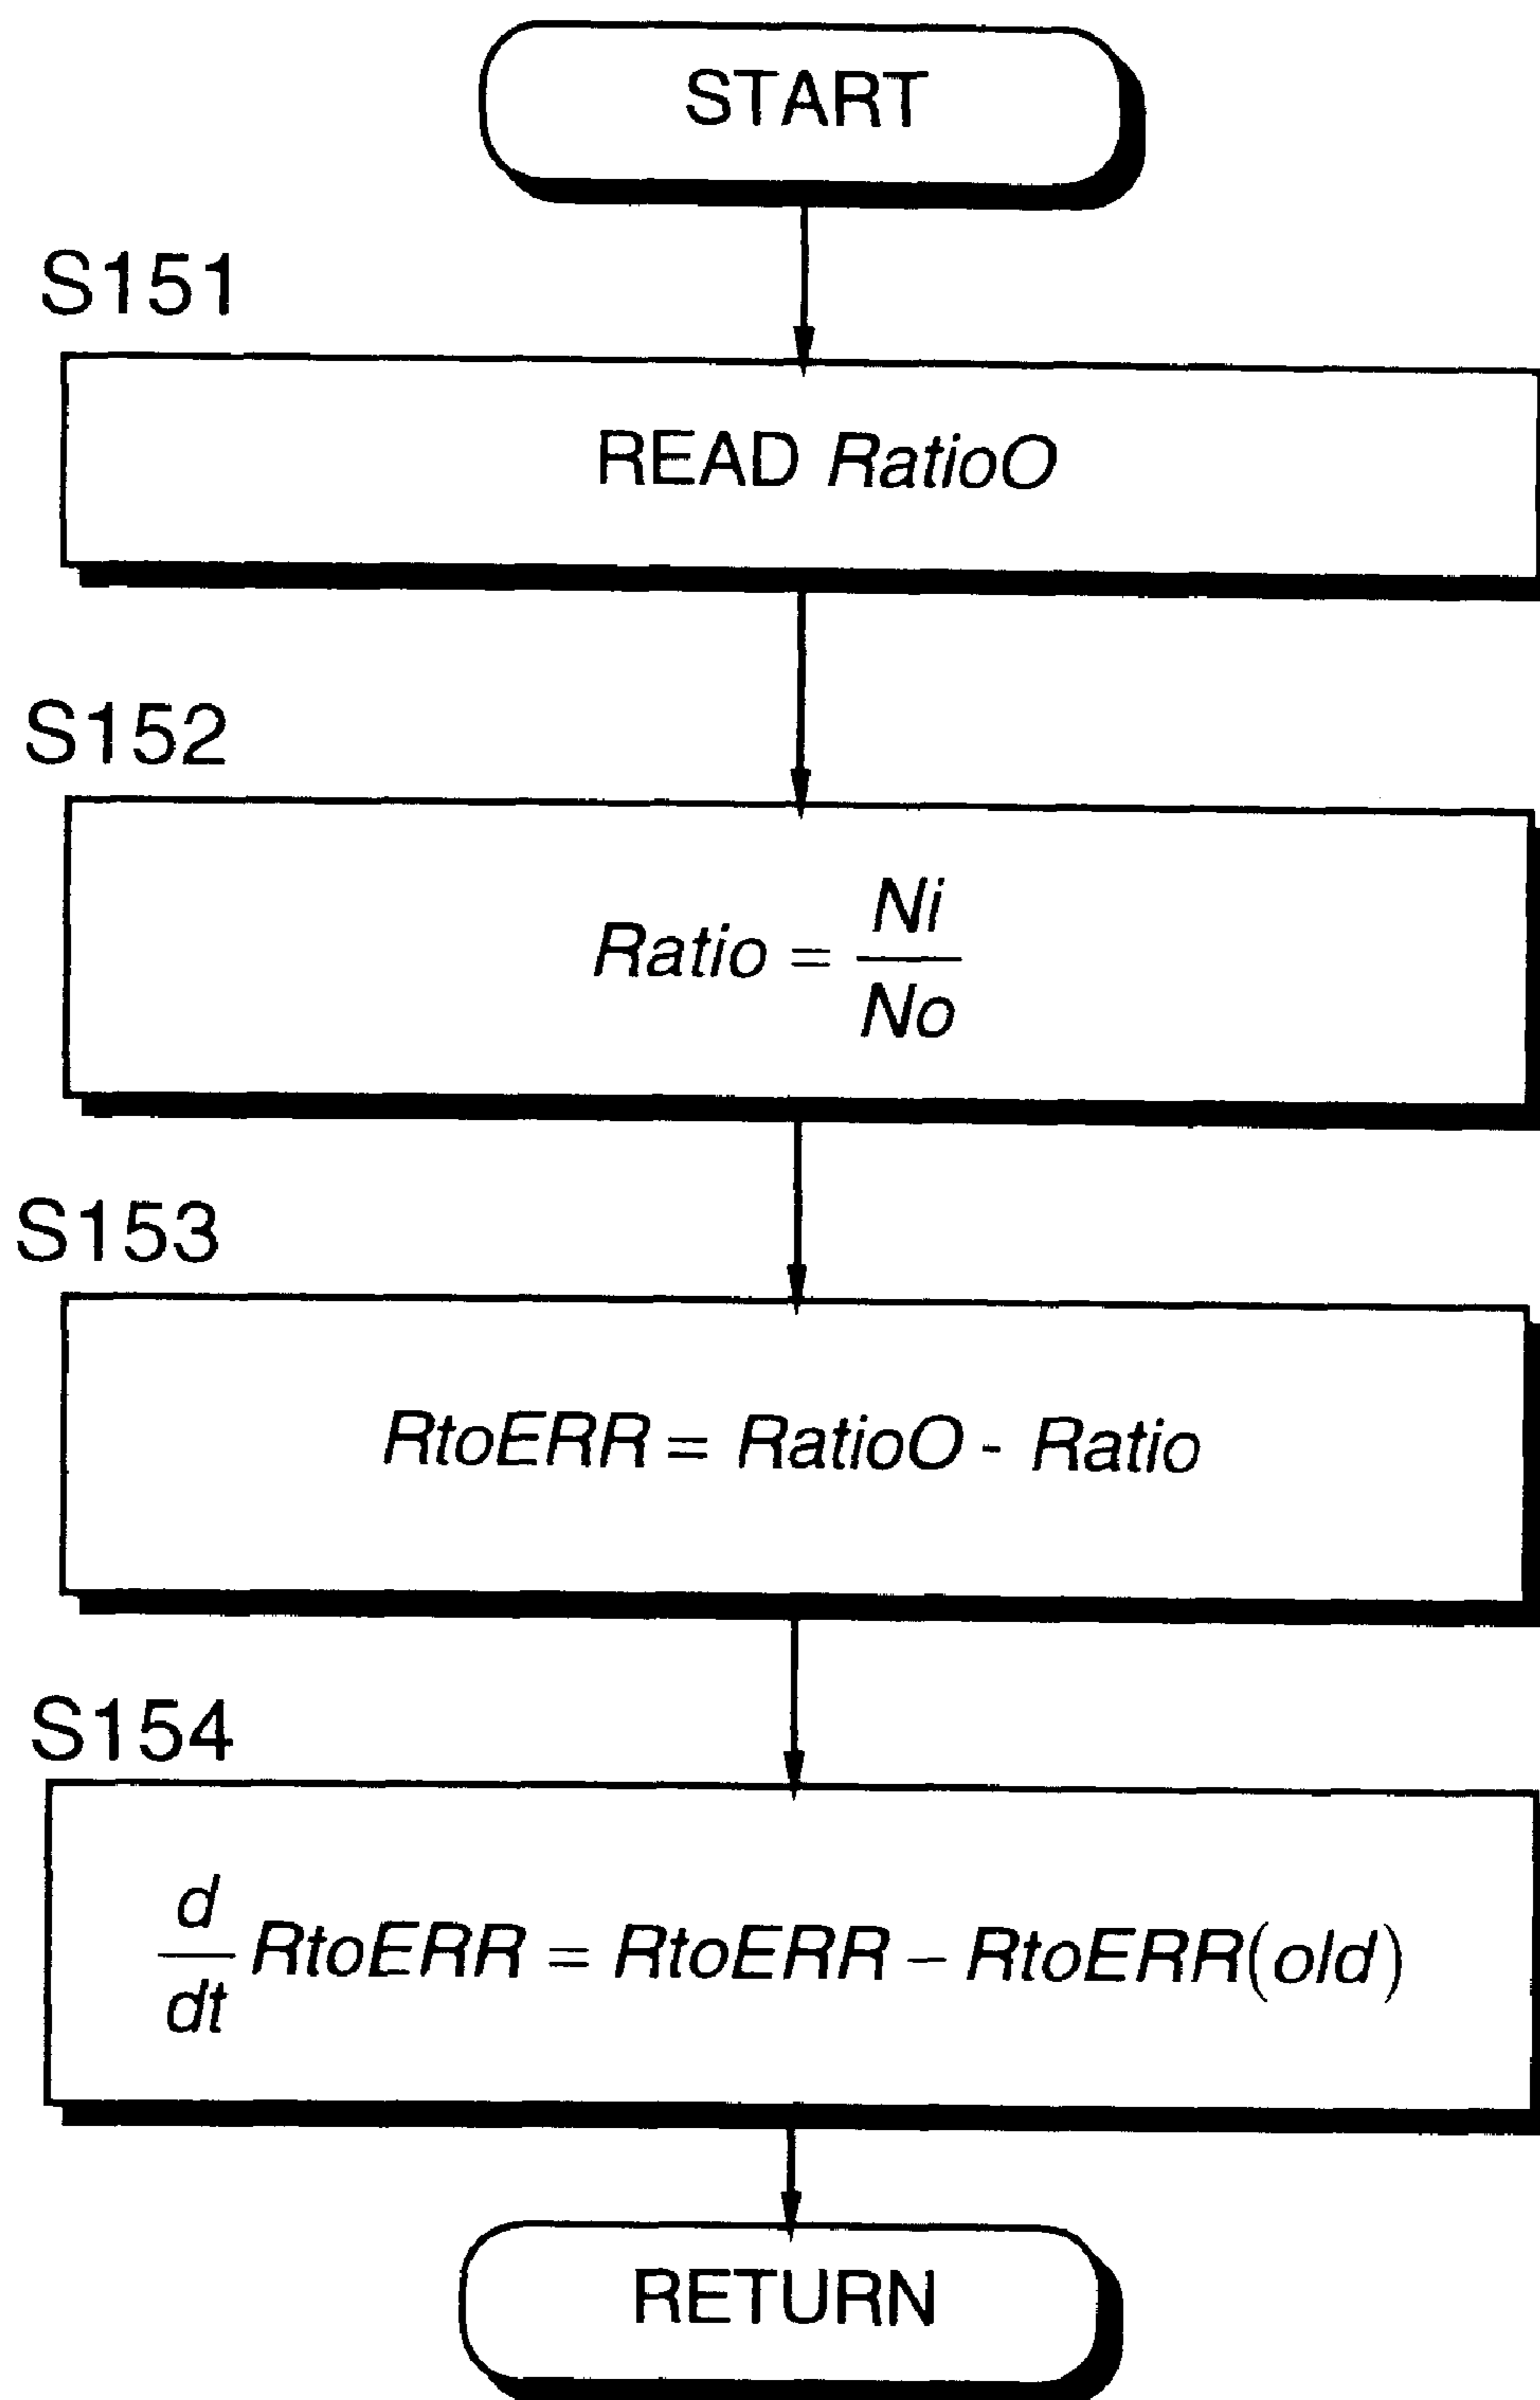 START
S151
READ RatioO
S152
Ratio = Ni / No
S153
RtoERR = RatioO - Ratio
S154
d/dt RtoERR = RtoERR – RtoERR(old)
RETURN